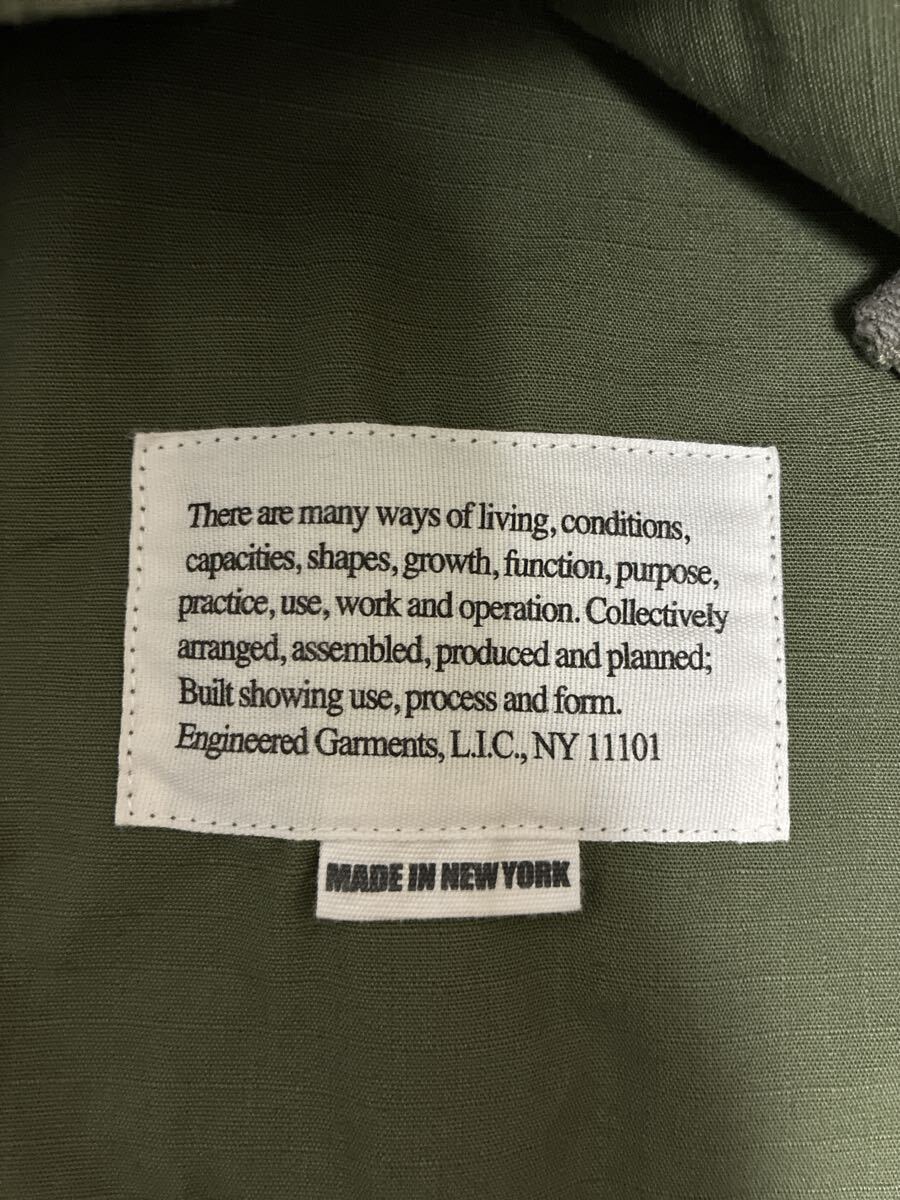 There are many ways of living, conditions,
capacities, shapes, growth, function, purpose,
practice, use, work and operation. Collectively
arranged, assembled, produced and planned;
Built showing use, process and form.
Engineered Garments, L.I.C., NY 11101
MADE IN NEW YORK